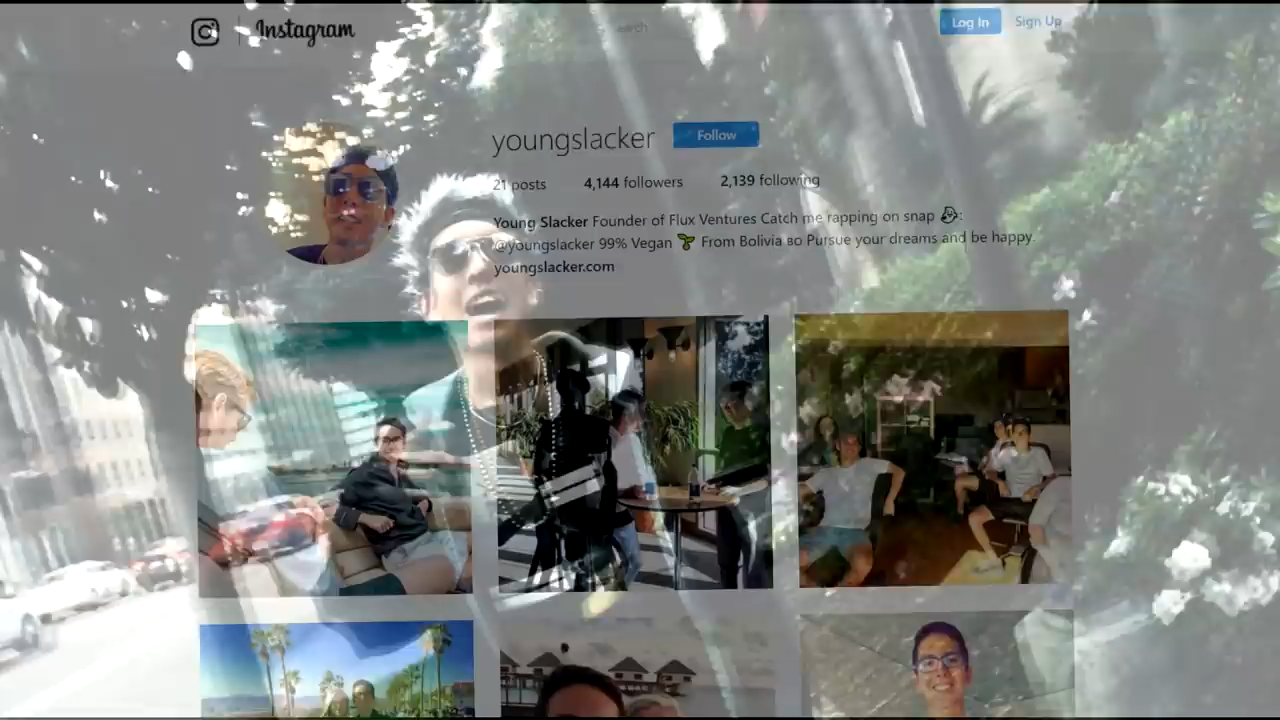 Instagram
Search
Log In
Sign Up
youngslacker
Follow
21 posts
4,144 followers
2,139 following
Young Slacker Founder of Flux Ventures Catch me rapping on snap 👻:
@youngslacker 99% Vegan 🌱 From Bolivia BO Pursue your dreams and be happy.
youngslacker.com